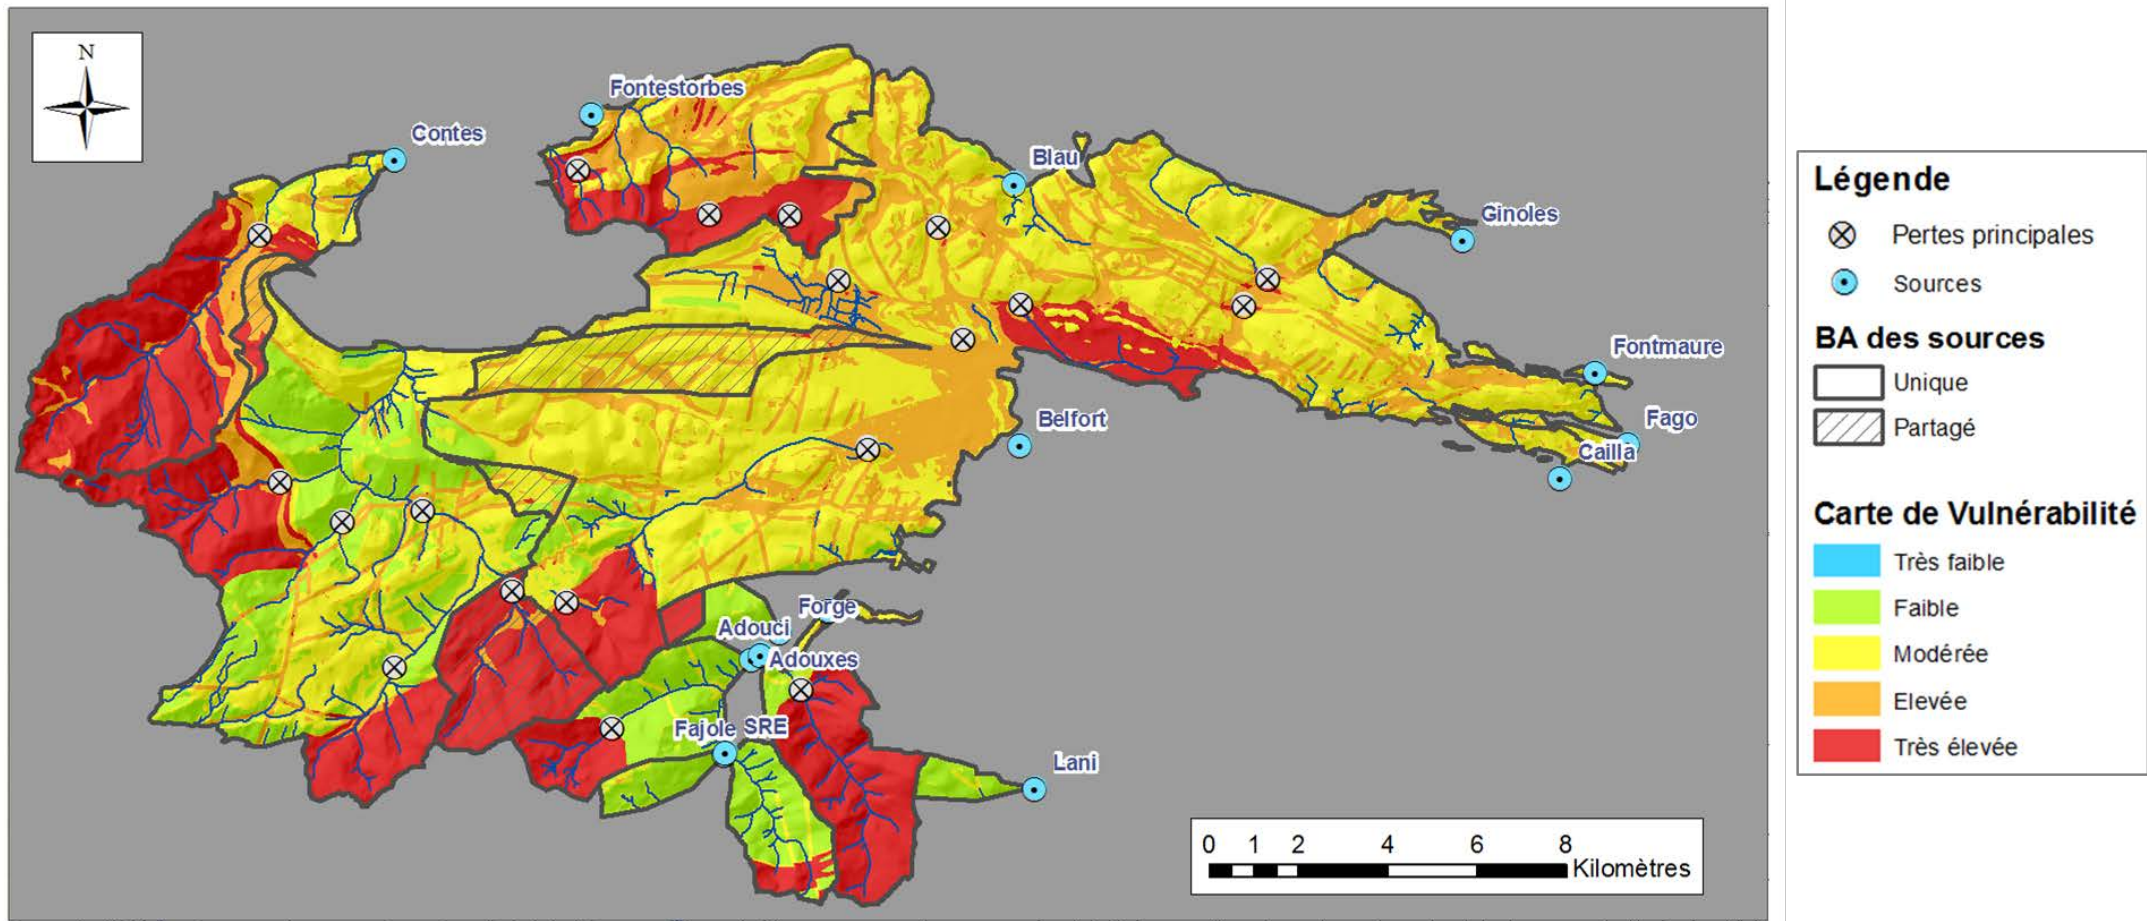 N
Fontestorbes
Contes
Blau
Ginoles
Fontmaure
Fago
Cailla
Belfort
Forge
Adouci
Adouxes
Fajole SRE
Lani
0 1 2 4 6 8
Kilomètres
Légende
Pertes principales
Sources
BA des sources
Unique
Partagé
Carte de Vulnérabilité
Très faible
Faible
Modérée
Elevée
Très élevée